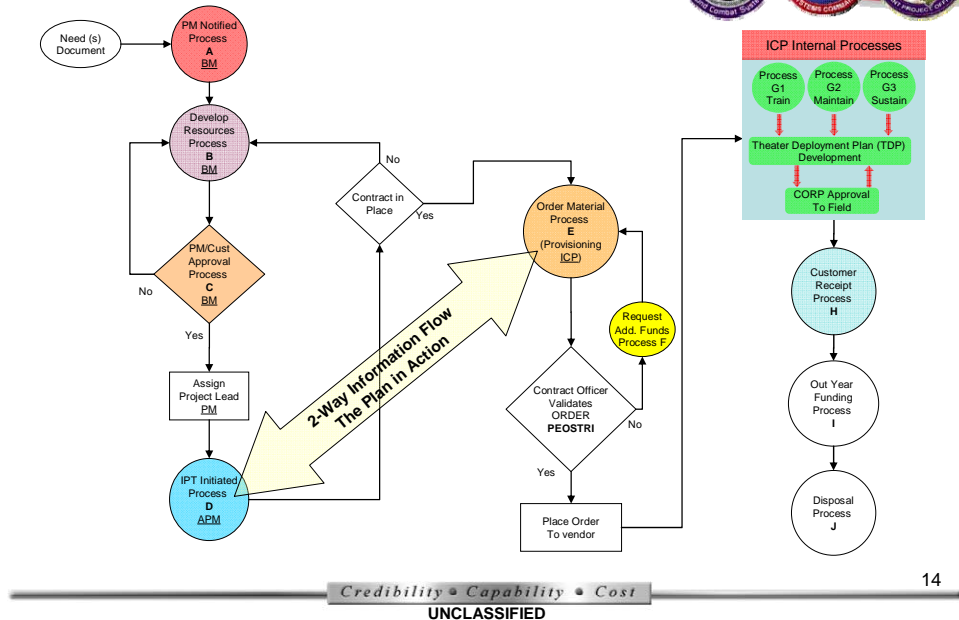 Need (s)
Document
PM Notified
Process
A
BM
Develop
Resources
Process
B
BM
PM/Cust
Approval
Process
C
BM
No
Yes
Assign
Project Lead
PM
IPT Initiated
Process
D
APM
No
Contract in
Place
Yes
2-Way Information Flow
The Plan in Action
Order Material
Process
E
(Provisioning
ICP)
Request
Add. Funds
Process F
Contract Officer
Validates
ORDER
PEOSTRI
No
Yes
Place Order
To vendor
ICP Internal Processes
Process
G1
Train
Process
G2
Maintain
Process
G3
Sustain
Theater Deployment Plan (TDP)
Development
CORP Approval
To Field
Customer
Receipt
Process
H
Out Year
Funding
Process
I
Disposal
Process
J
14
Credibility • Capability • Cost
UNCLASSIFIED